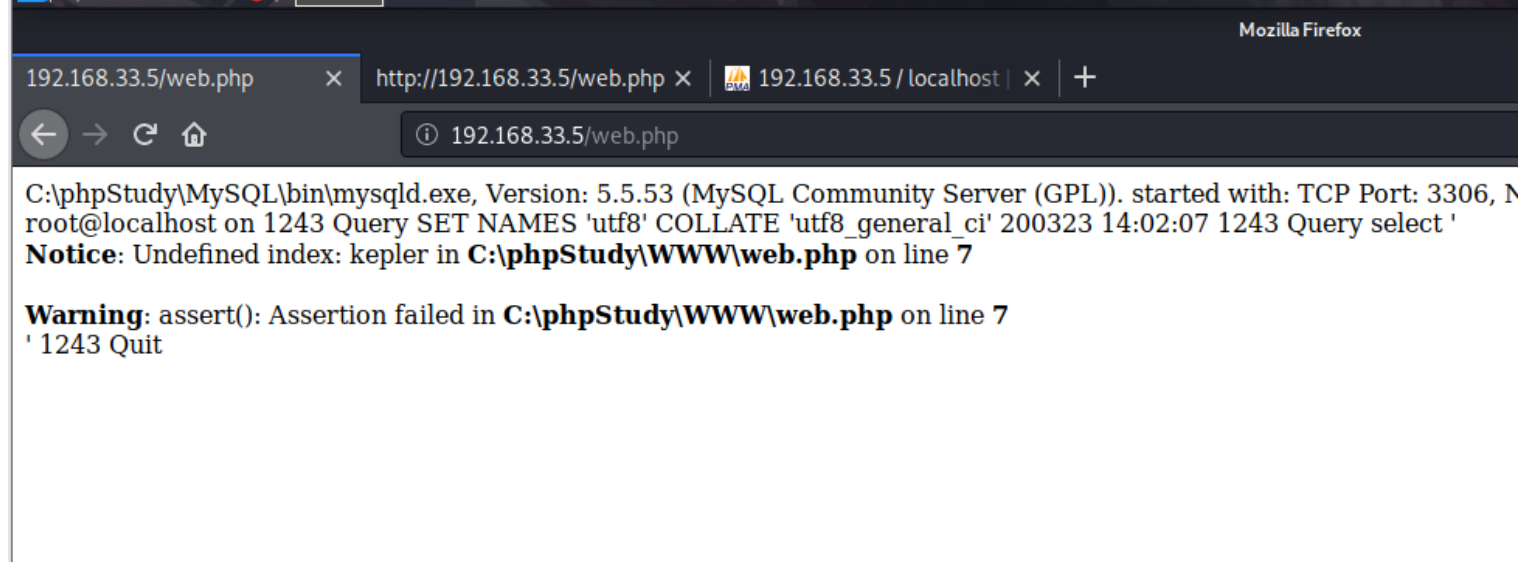 Mozilla Firefox
192.168.33.5/web.php × http://192.168.33.5/web.php × PMA 192.168.33.5 / localhost | × +
192.168.33.5/web.php
C:\phpStudy\MySQL\bin\mysqld.exe, Version: 5.5.53 (MySQL Community Server (GPL)). started with: TCP Port: 3306, N
root@localhost on 1243 Query SET NAMES 'utf8' COLLATE 'utf8_general_ci' 200323 14:02:07 1243 Query select '
Notice: Undefined index: kepler in C:\phpStudy\WWW\web.php on line 7
Warning: assert(): Assertion failed in C:\phpStudy\WWW\web.php on line 7
' 1243 Quit